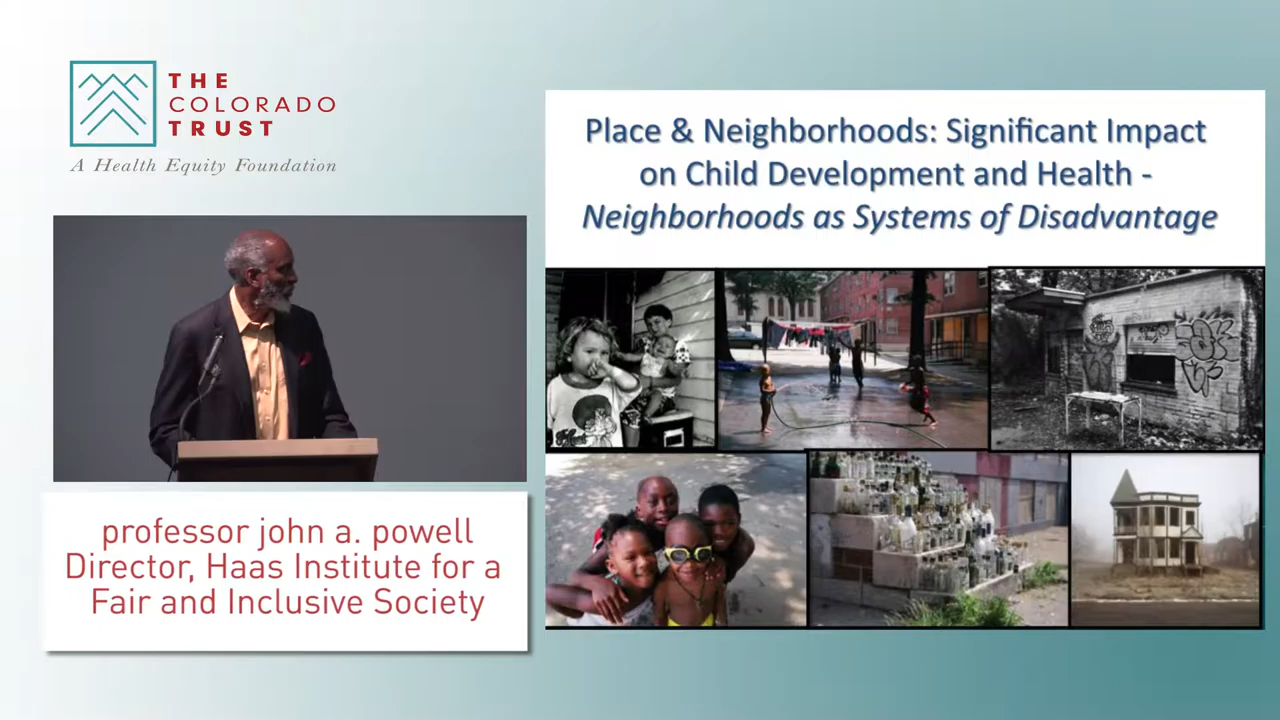 THE
COLORADO
TRUST
A Health Equity Foundation
professor john a. powell
Director, Haas Institute for a
Fair and Inclusive Society
Place & Neighborhoods: Significant Impact
on Child Development and Health -
Neighborhoods as Systems of Disadvantage